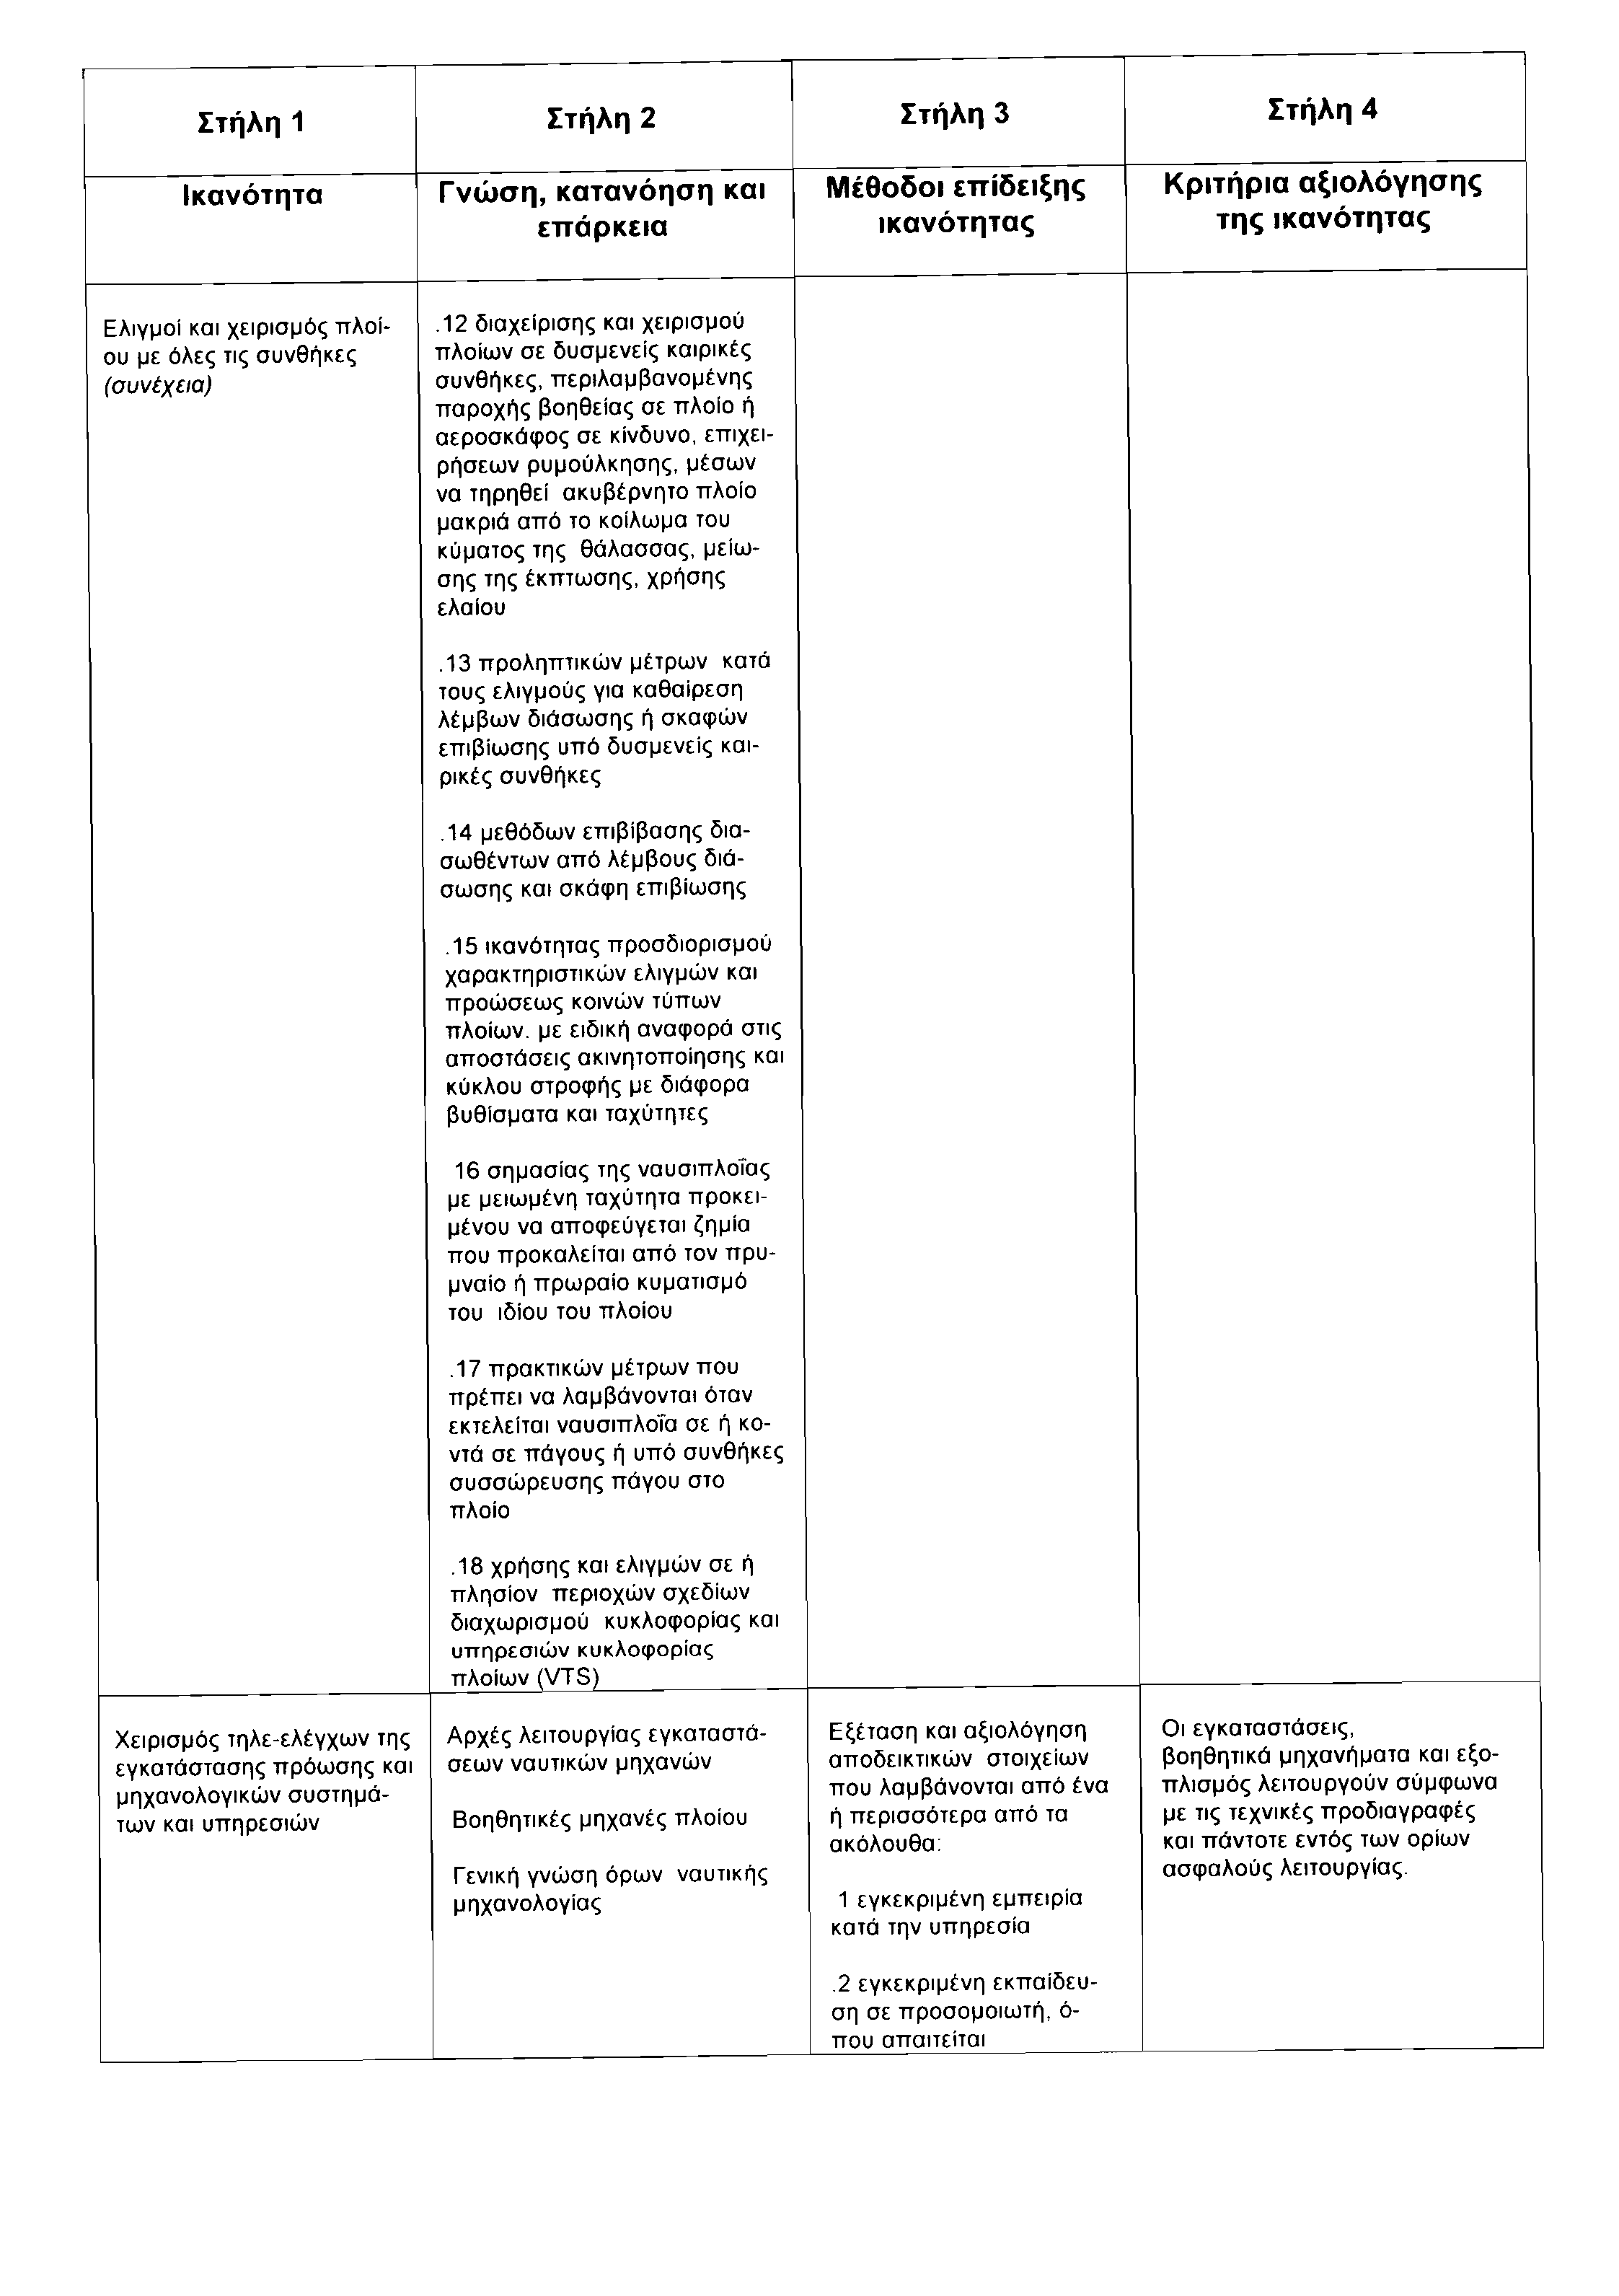 Στήλη 1
Στήλη 2
Στήλη 3
Στήλη 4
Ικανότητα
Γνώση, κατανόηση και
επάρκεια
Μέθοδοι επίδειξης
ικανότητας
Κριτήρια αξιολόγησης
της ικανότητας
Ελιγμοί και χειρισμός πλοί-
ου με όλες τις συνθήκες
(συνέχεια)
.12 διαχείρισης και χειρισμού
πλοίων σε δυσμενείς καιρικές
συνθήκες, περιλαμβανομένης
παροχής βοηθείας σε πλοίο ή
αεροσκάφος σε κίνδυνο, επιχει-
ρήσεων ρυμούλκησης, μέσων
να τηρηθεί ακυβέρνητο πλοίο
μακριά από το κοίλωμα του
κύματος της θάλασσας, μείω-
σης της έκπτωσης, χρήσης
ελαίου
.13 προληπτικών μέτρων κατά
τους ελιγμούς για καθαίρεση
λέμβων διάσωσης ή σκαφών
επιβίωσης υπό δυσμενείς και-
ρικές συνθήκες
.14 μεθόδων επιβίβασης δια-
σωθέντων από λέμβους διά-
σωσης και σκάφη επιβίωσης
.15 ικανότητας προσδιορισμού
χαρακτηριστικών ελιγμών και
προώσεως κοινών τύπων
πλοίων. με ειδική αναφορά στις
αποστάσεις ακινητοποίησης και
κύκλου στροφής με διάφορα
βυθίσματα και ταχύτητες
16 σημασίας της ναυσιπλοΐας
με μειωμένη ταχύτητα προκει-
μένου να αποφεύγεται ζημία
που προκαλείται από τον πρυ-
μναίο ή πρωραίο κυματισμό
του ιδίου του πλοίου
.17 πρακτικών μέτρων που
πρέπει να λαμβάνονται όταν
εκτελείται ναυσιπλοΐα σε ή κο-
ντά σε πάγους ή υπό συνθήκες
συσσώρευσης πάγου στο
πλοίο
.18 χρήσης και ελιγμών σε ή
πλησίον περιοχών σχεδίων
διαχωρισμού κυκλοφορίας και
υπηρεσιών κυκλοφορίας
πλοίων (VTS)
Χειρισμός τηλε-ελέγχων της
εγκατάστασης πρόωσης και
μηχανολογικών συστημά-
των και υπηρεσιών
Αρχές λειτουργίας εγκαταστά-
σεων ναυτικών μηχανών
Βοηθητικές μηχανές πλοίου
Γενική γνώση όρων ναυτικής
μηχανολογίας
Εξέταση και αξιολόγηση
αποδεικτικών στοιχείων
που λαμβάνονται από ένα
ή περισσότερα από τα
ακόλουθα:
1 εγκεκριμένη εμπειρία
κατά την υπηρεσία
.2 εγκεκριμένη εκπαίδευ-
ση σε προσομοιωτή, ό-
που απαιτείται
Οι εγκαταστάσεις,
βοηθητικά μηχανήματα και εξο-
πλισμός λειτουργούν σύμφωνα
με τις τεχνικές προδιαγραφές
και πάντοτε εντός των ορίων
ασφαλούς λειτουργίας.